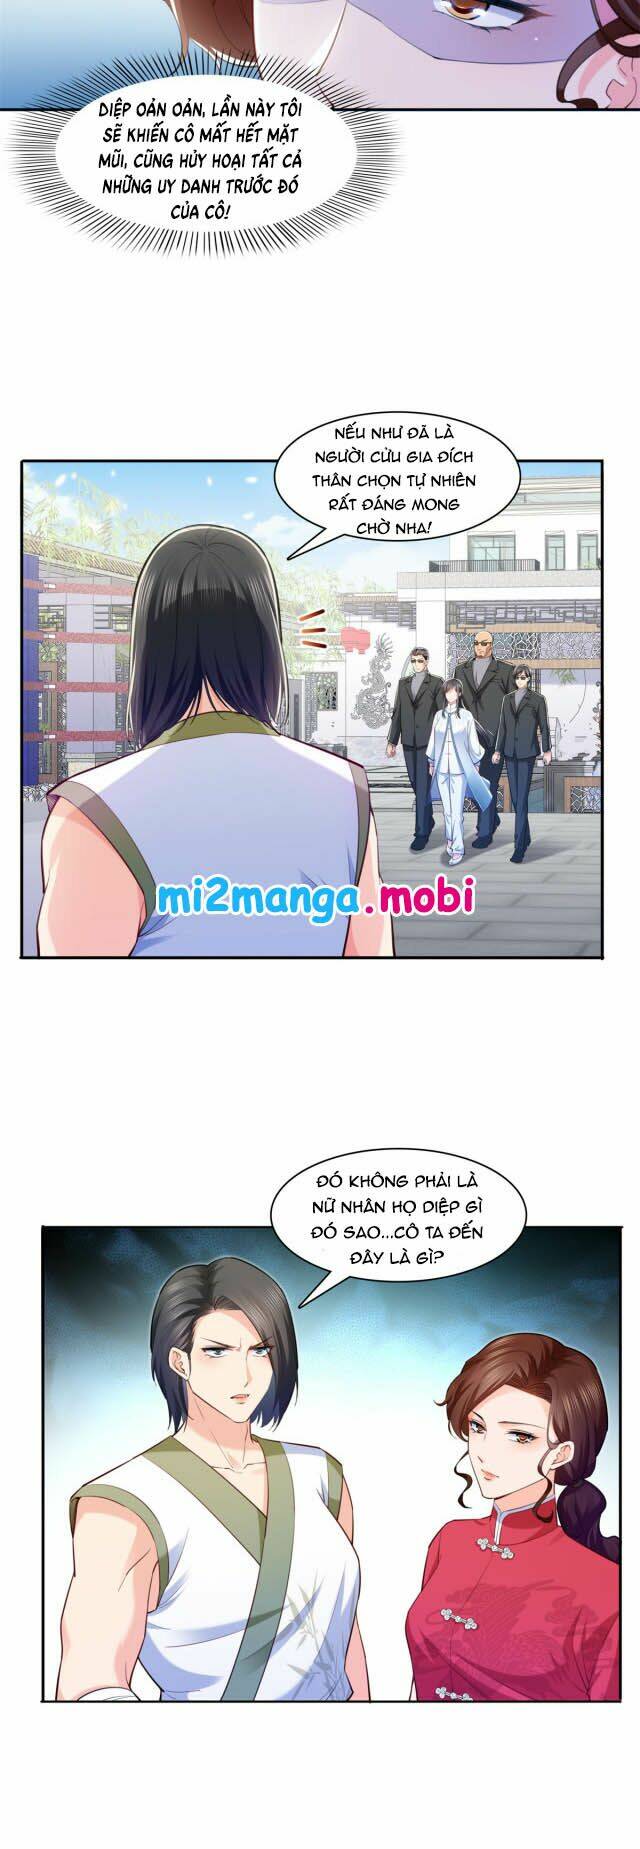 DIỆP OẢN OẢN, LẦN NÀY TÔI
SẼ KHIẾN CÔ MẤT HẾT MẶT
MŨI, CŨNG HỦY HOẠI TẤT CẢ
NHỮNG UY DANH TRƯỚC ĐÓ
CỦA CÔ!
NẾU NHƯ ĐÃ LÀ
NGƯỜI CỬU GIA ĐÍCH
THÂN CHỌN TỰ NHIÊN
RẤT ĐÁNG MONG
CHỜ NHA!
mi2manga.mobi
ĐÓ KHÔNG PHẢI LÀ
NỮ NHÂN HỌ DIỆP GÌ
ĐÓ SAO...CÔ TA ĐẾN
ĐÂY LÀ GÌ?